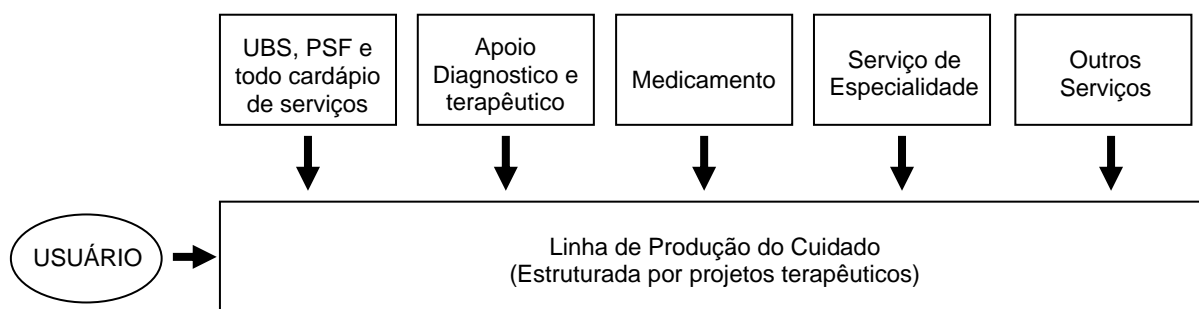 UBS, PSF e
todo cardápio
de serviços
Apoio
Diagnostico e
terapêutico
Medicamento
Serviço de
Especialidade
Outros
Serviços
USUÁRIO
Linha de Produção do Cuidado
(Estruturada por projetos terapêuticos)